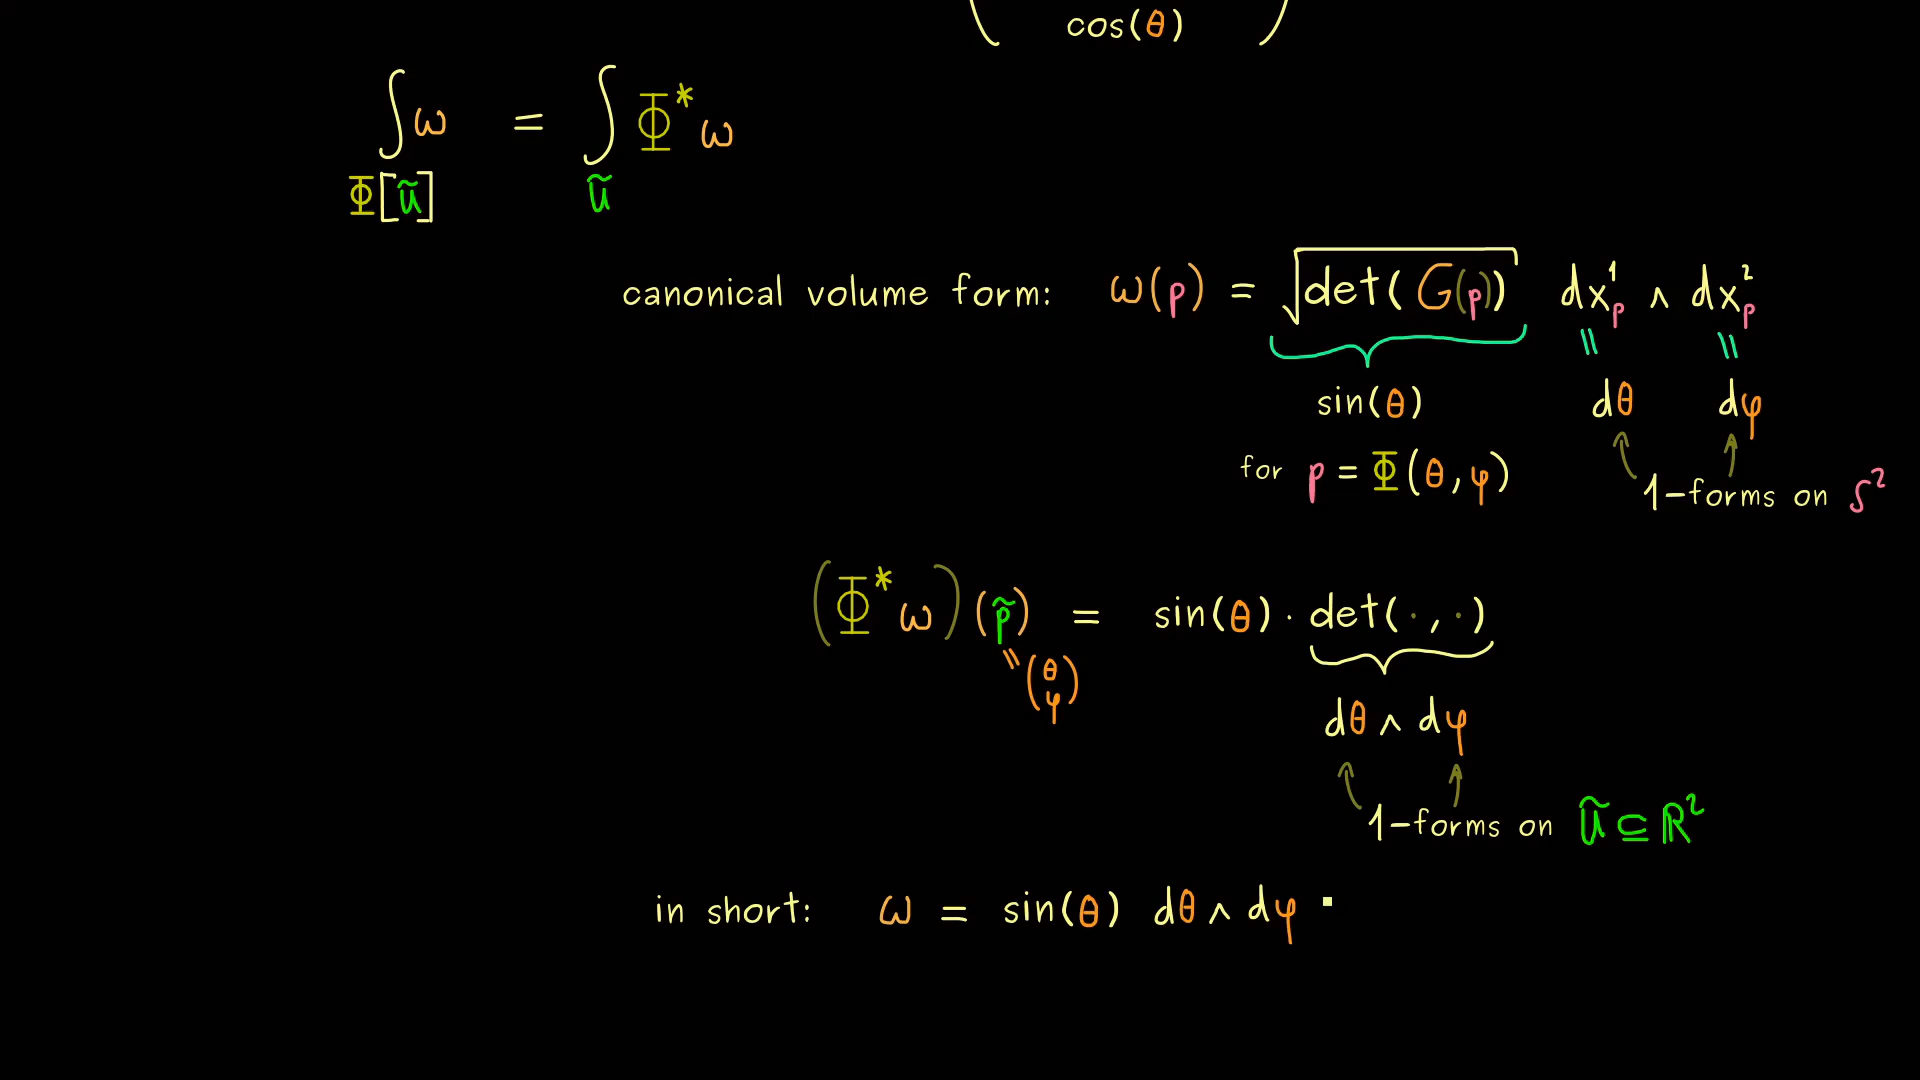 cos(θ)
∫ω = ∫Φ*ω
Φ[Ũ] Ũ
canonical volume form: ω(p) = √det(G(p)) dx¹ₚ ∧ dx²ₚ
= =
sin(θ) dθ dφ
for p = Φ(θ,φ) 1-forms on S²
(Φ*ω)(p̃) = sin(θ)·det(·,·)
= (θ φ)
dθ ∧ dφ
1-forms on Ũ ⊆ ℝ²
in short: ω = sin(θ) dθ ∧ dφ